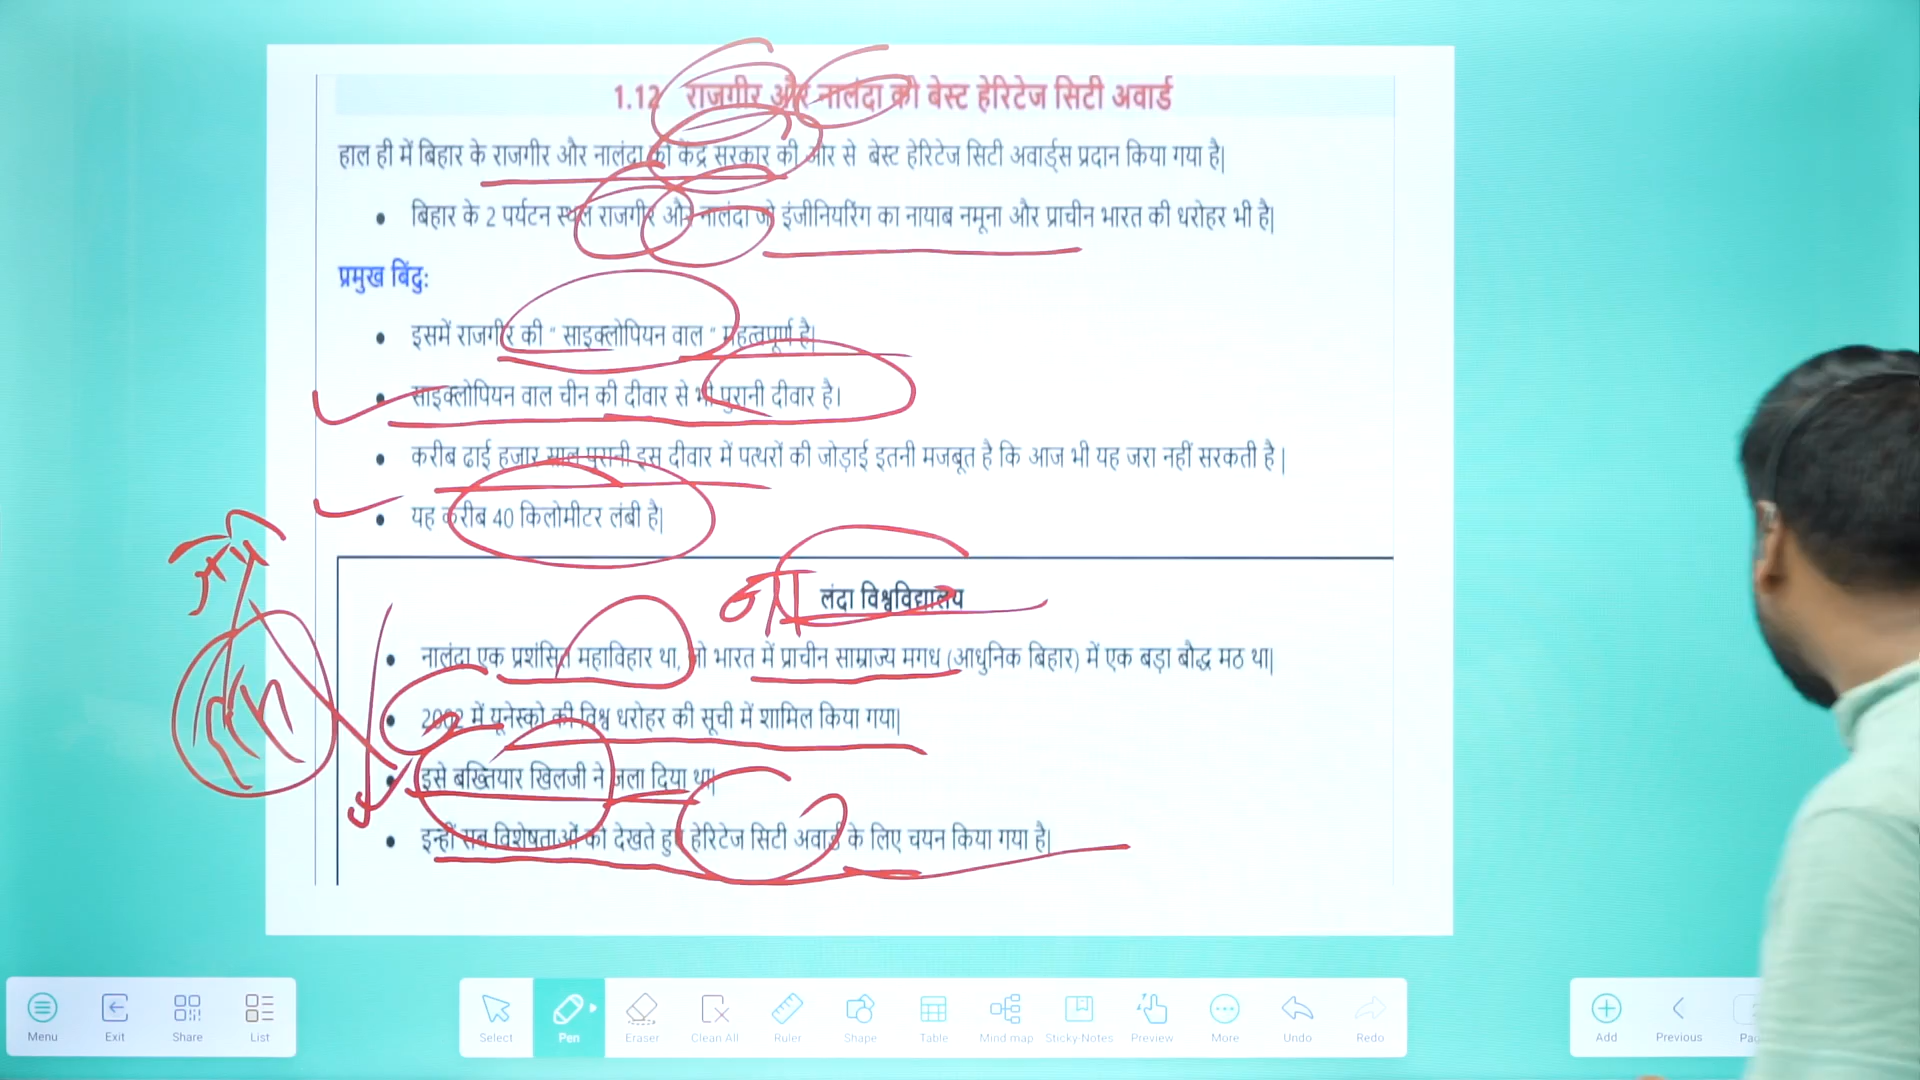 1.12 राजगीर और नालंदा को बेस्ट हेरिटेज सिटी अवार्ड
हाल ही में बिहार के राजगीर और नालंदा को केंद्र सरकार की ओर से बेस्ट हेरिटेज सिटी अवार्ड्स प्रदान किया गया है|
• बिहार के 2 पर्यटन स्थल राजगीर और नालंदा जो इंजीनियरिंग का नायाब नमूना और प्राचीन भारत की धरोहर भी है|
प्रमुख बिंदु:
• इसमें राजगीर की " साइक्लोपियन वाल " महत्वपूर्ण है|
• साइक्लोपियन वाल चीन की दीवार से भी पुरानी दीवार है।
• करीब ढाई हजार साल पुरानी इस दीवार में पत्थरों की जोड़ाई इतनी मजबूत है कि आज भी यह जरा नहीं सरकती है |
• यह करीब 40 किलोमीटर लंबी है|
ना लंदा विश्वविद्यालय
• नालंदा एक प्रशंसित महाविहार था, जो भारत में प्राचीन साम्राज्य मगध (आधुनिक बिहार) में एक बड़ा बौद्ध मठ था|
• में यूनेस्को की विश्व धरोहर की सूची में शामिल किया गया|
• इसे बख्तियार खिलजी ने जला दिया था|
• इन्हीं सब विशेषताओं को देखते हुए हेरिटेज सिटी अवार्ड के लिए चयन किया गया है|
Menu Exit Share List Select Pen Eraser Clean All Ruler Shape Table Mind map Sticky Notes Preview More Undo Redo Add Previous